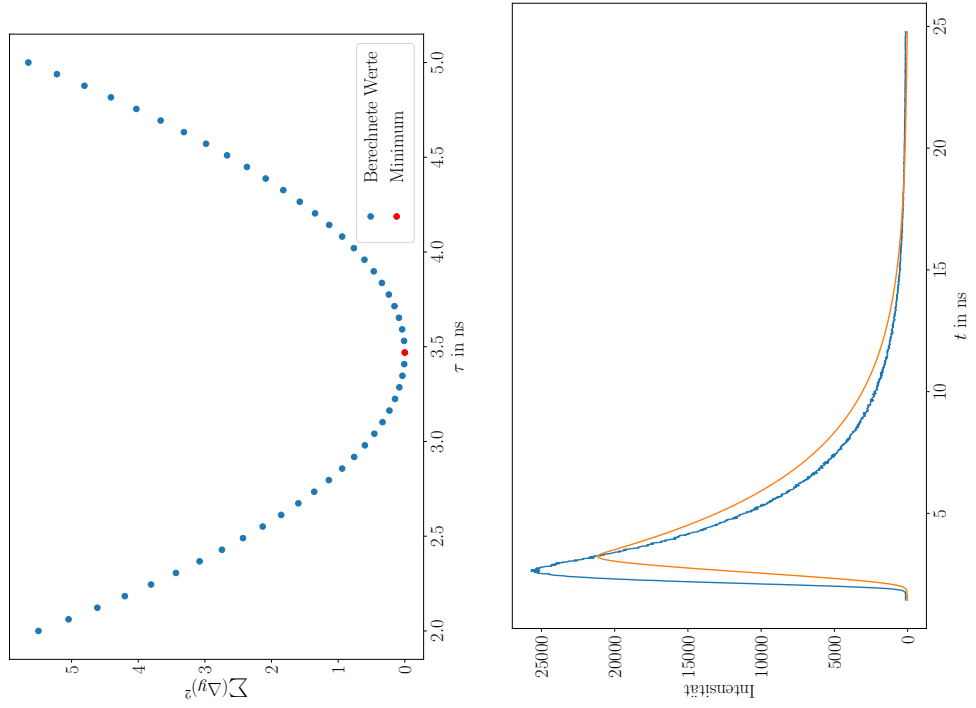 ∑(Δy)²
5
4
3
2
1
0
Berechnete Werte
Minimum
2.0 2.5 3.0 3.5 4.0 4.5 5.0
τ in ns
Intensität
25000
20000
15000
10000
5000
0
5 10 15 20 25
t in ns